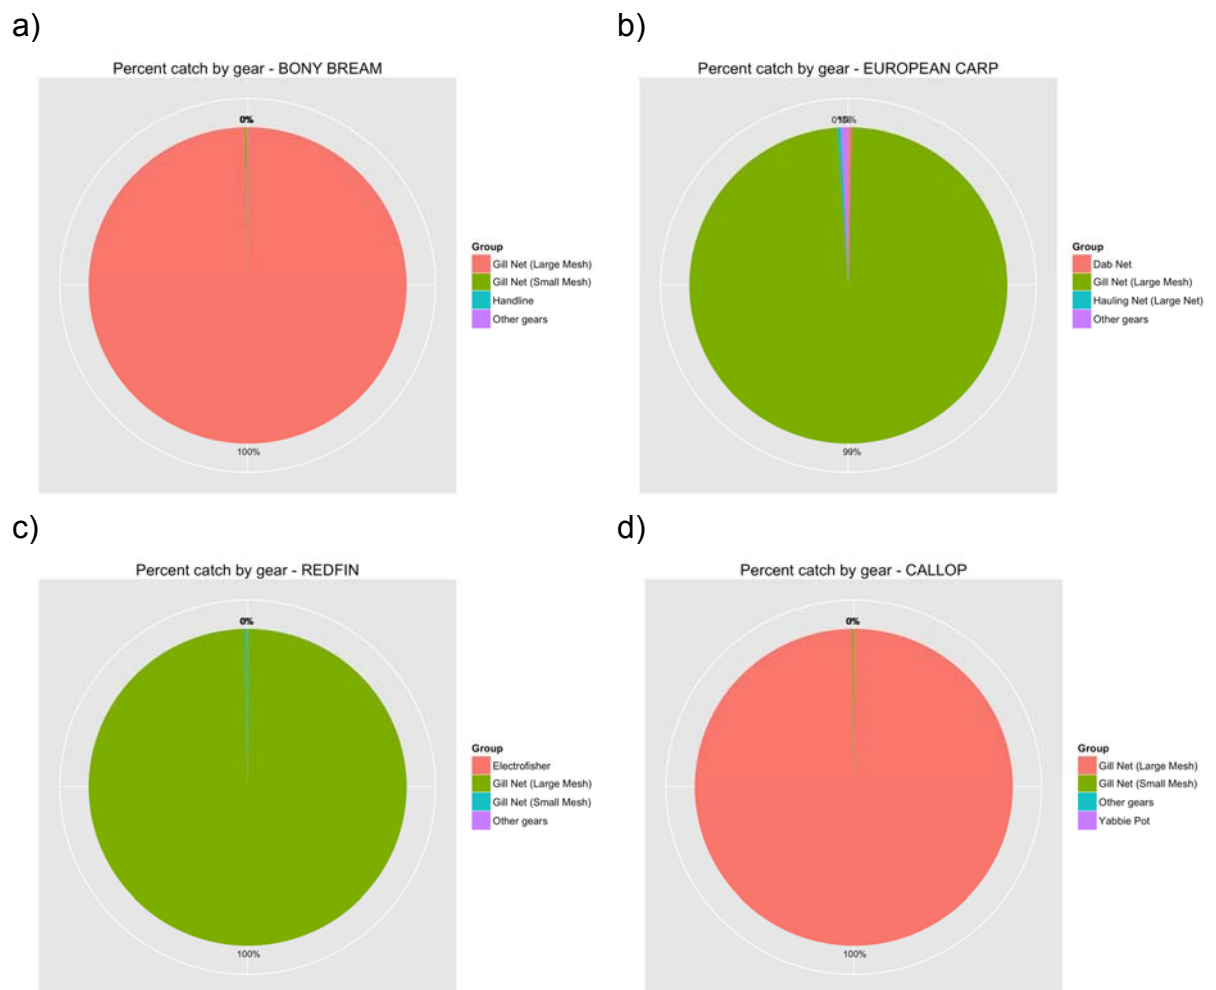 a)
Percent catch by gear - BONY BREAM
0%
Group
Gill Net (Large Mesh)
Gill Net (Small Mesh)
Handline
Other gears
100%
b)
Percent catch by gear - EUROPEAN CARP
Group
Dab Net
Gill Net (Large Mesh)
Hauling Net (Large Net)
Other gears
99%
c)
Percent catch by gear - REDFIN
0%
Group
Electrofisher
Gill Net (Large Mesh)
Gill Net (Small Mesh)
Other gears
100%
d)
Percent catch by gear - CALLOP
0%
Group
Gill Net (Large Mesh)
Gill Net (Small Mesh)
Other gears
Yabbie Pot
100%